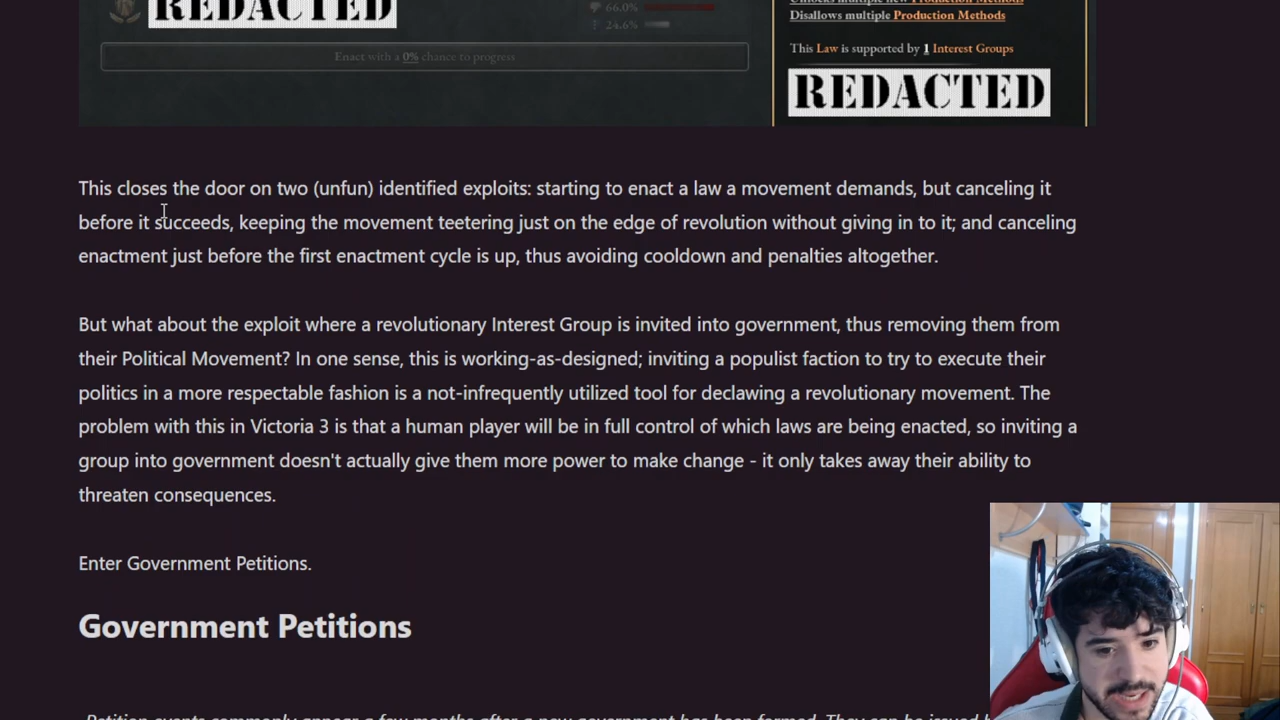 REDACTED
66.0%
24.6%
Enact with a 0% chance to progress
Disallows multiple Production Methods
This Law is supported by 1 Interest Groups
REDACTED
This closes the door on two (unfun) identified exploits: starting to enact a law a movement demands, but canceling it
before it succeeds, keeping the movement teetering just on the edge of revolution without giving in to it; and canceling
enactment just before the first enactment cycle is up, thus avoiding cooldown and penalties altogether.
But what about the exploit where a revolutionary Interest Group is invited into government, thus removing them from
their Political Movement? In one sense, this is working-as-designed; inviting a populist faction to try to execute their
politics in a more respectable fashion is a not-infrequently utilized tool for declawing a revolutionary movement. The
problem with this in Victoria 3 is that a human player will be in full control of which laws are being enacted, so inviting a
group into government doesn't actually give them more power to make change - it only takes away their ability to
threaten consequences.
Enter Government Petitions.
Government Petitions